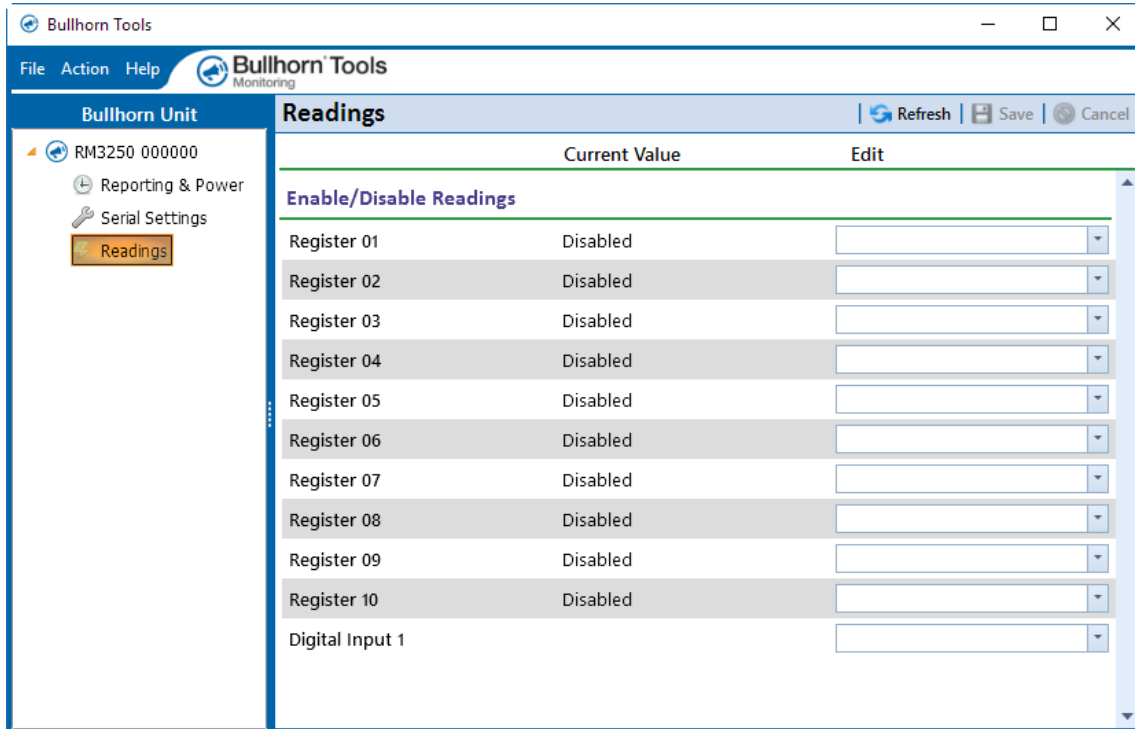 Bullhorn Tools
File Action Help Bullhorn® Tools
Monitoring
Bullhorn Unit
RM3250 000000
Reporting & Power
Serial Settings
Readings
Readings Refresh Save Cancel
Current Value Edit
Enable/Disable Readings
Register 01 Disabled
Register 02 Disabled
Register 03 Disabled
Register 04 Disabled
Register 05 Disabled
Register 06 Disabled
Register 07 Disabled
Register 08 Disabled
Register 09 Disabled
Register 10 Disabled
Digital Input 1